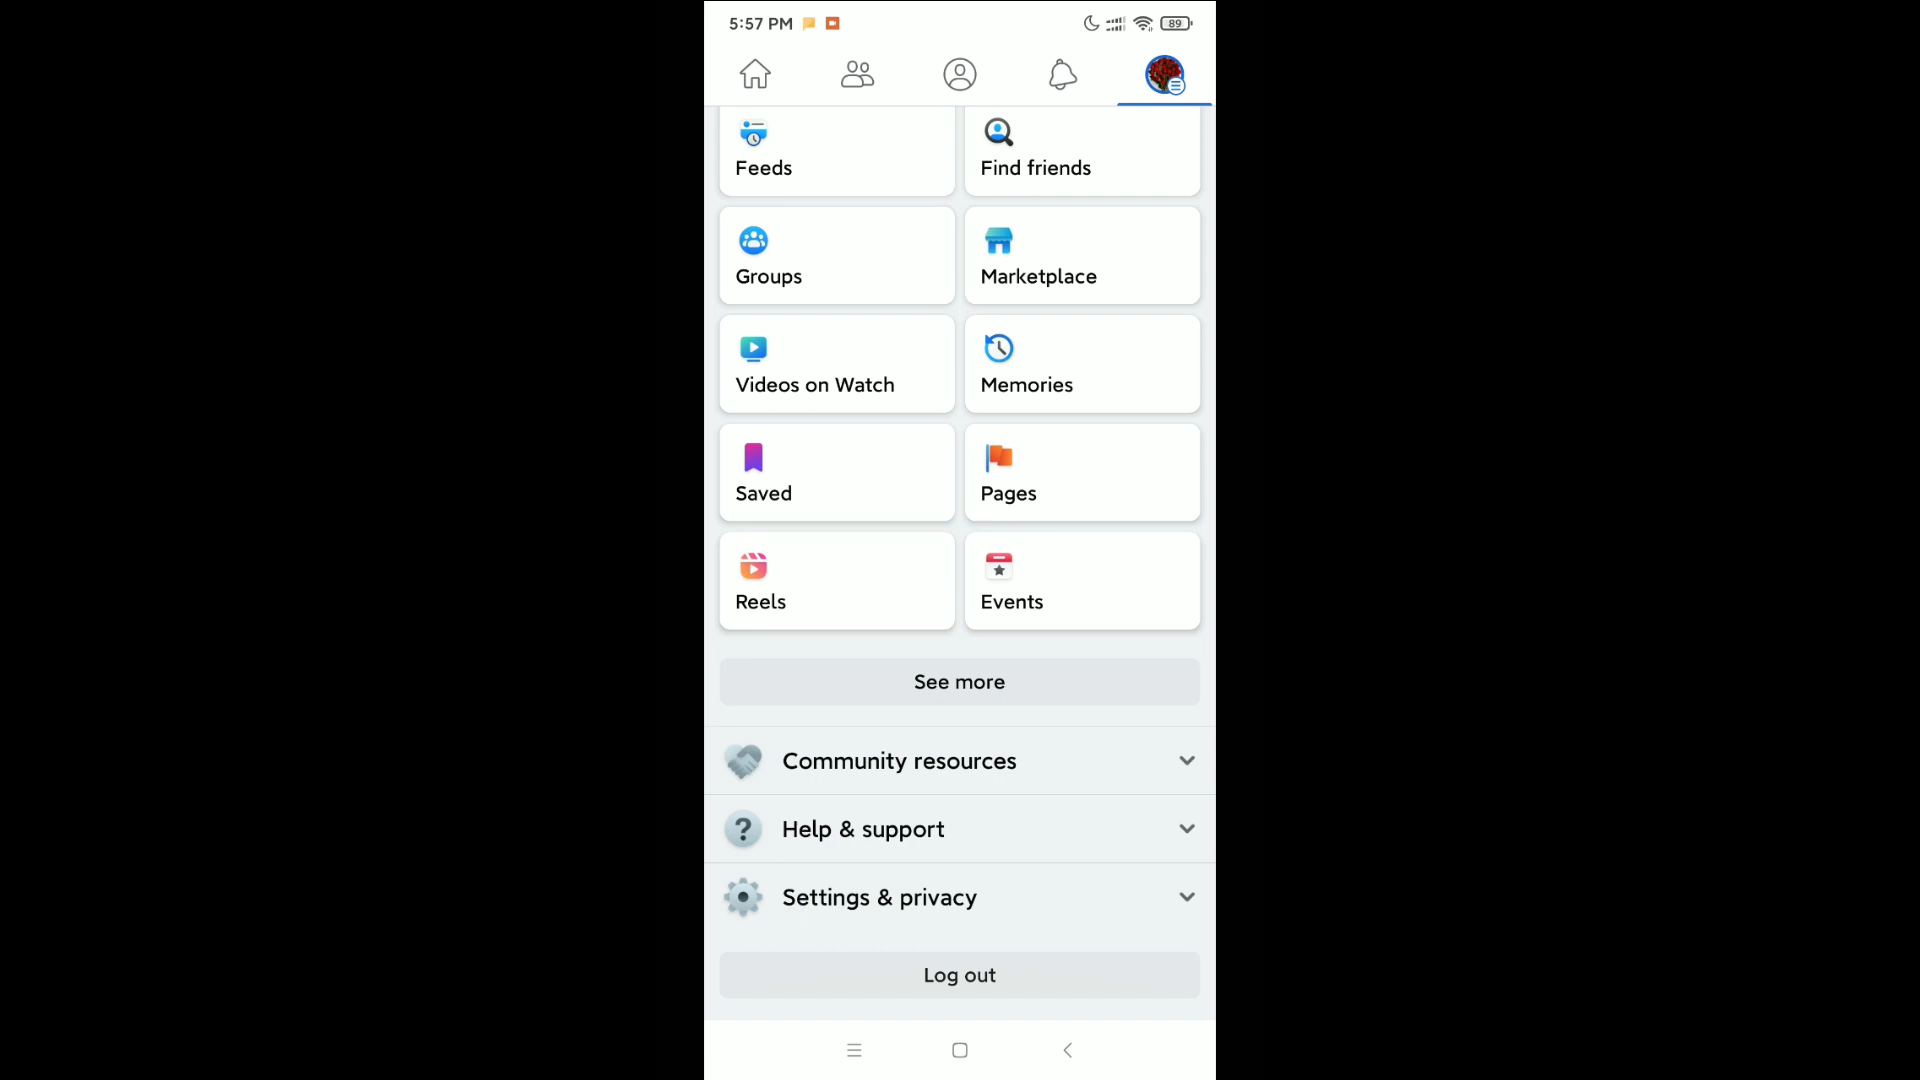 5:57 PM
89
Feeds
Find friends
Groups
Marketplace
Videos on Watch
Memories
Saved
Pages
Reels
Events
See more
Community resources
Help & support
Settings & privacy
Log out